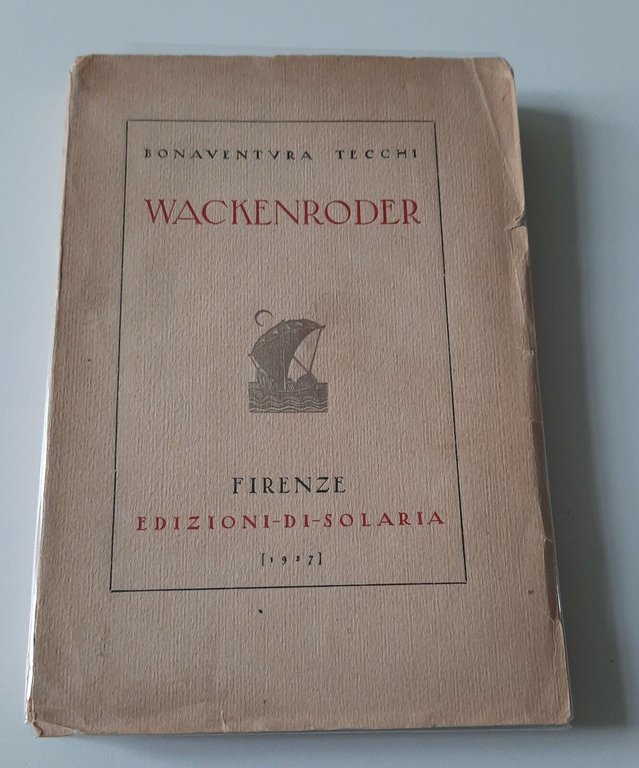 BONAVENTVRA TECCHI
WACKENRODER
FIRENZE
EDIZIONI-DI-SOLARIA
[1927]